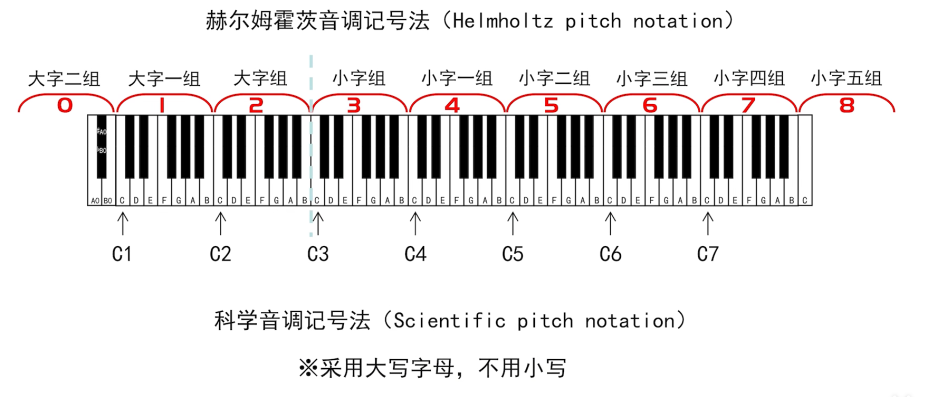 赫尔姆霍茨音调记号法（Helmholtz pitch notation）
大字二组 大字一组 大字组 小字组 小字一组 小字二组 小字三组 小字四组 小字五组
0 1 2 3 4 5 6 7 8
#A0
bB0
A0 B0 C D E F G A B C D E F G A B C D E F G A B C D E F G A B C D E F G A B C D E F G A B C D E F G A B C
C1 C2 C3 C4 C5 C6 C7
科学音调记号法（Scientific pitch notation）
※采用大写字母，不用小写